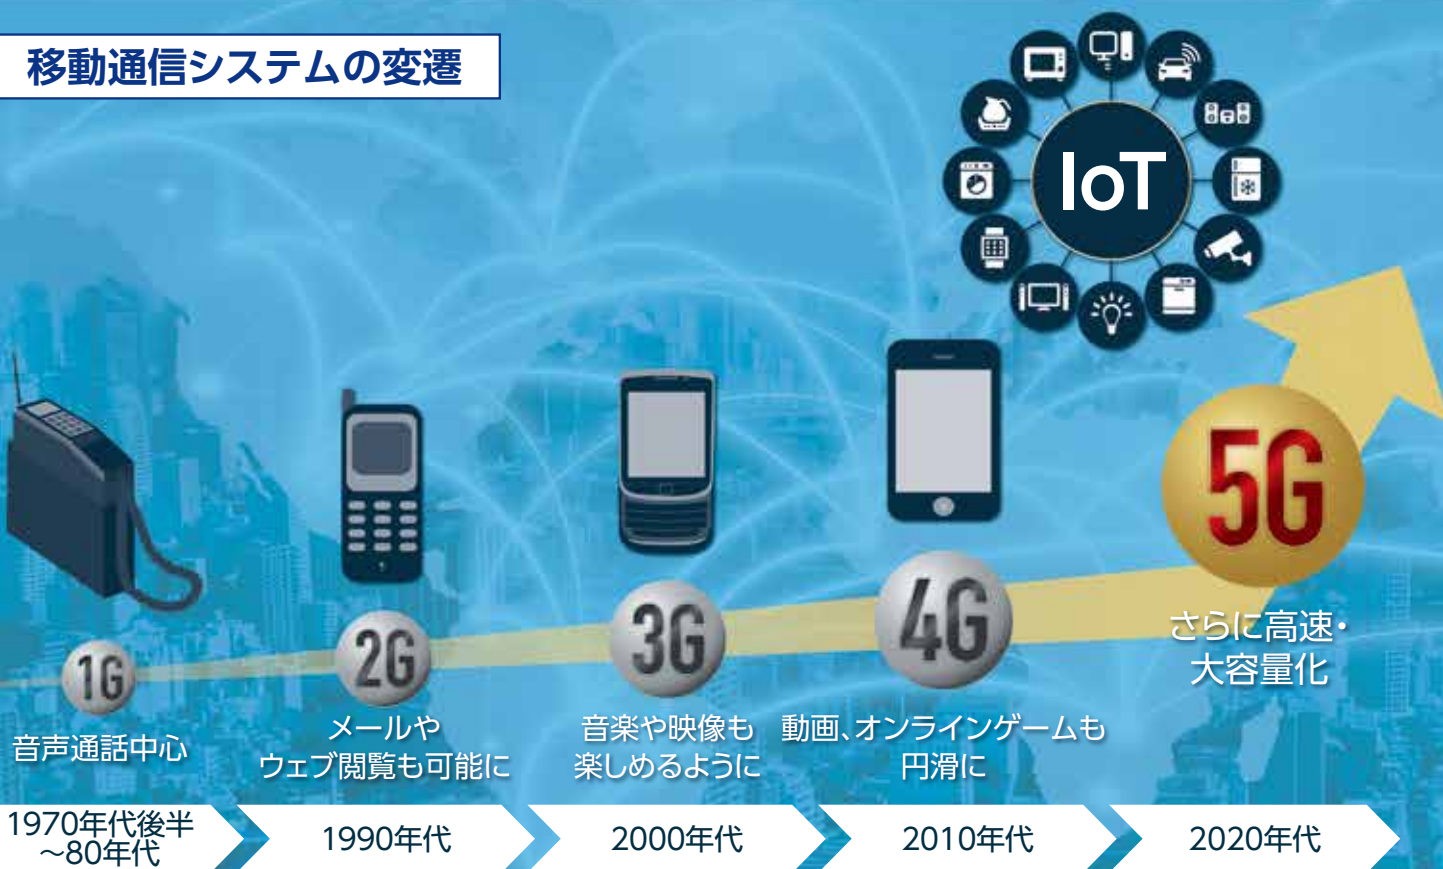 移動通信システムの変遷
IoT
5G
4G
3G
2G
1G
さらに高速・
大容量化
動画、オンラインゲームも
円滑に
音楽や映像も
楽しめるように
メールや
ウェブ閲覧も可能に
音声通話中心
1970年代後半
～80年代
1990年代
2000年代
2010年代
2020年代